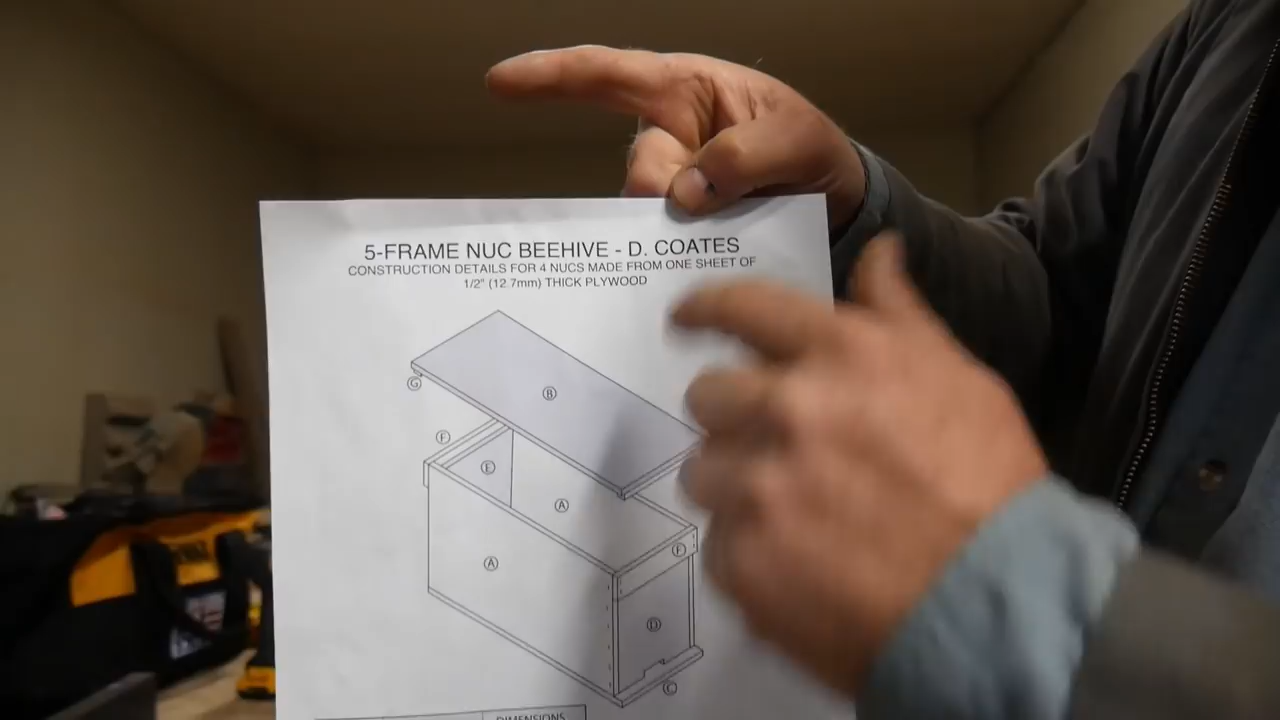 5-FRAME NUC BEEHIVE - D. COATES
CONSTRUCTION DETAILS FOR 4 NUCS MADE FROM ONE SHEET OF
1/2" (12.7mm) THICK PLYWOOD
B
G
F
E
A
F
A
D
C
DIMENSIONS